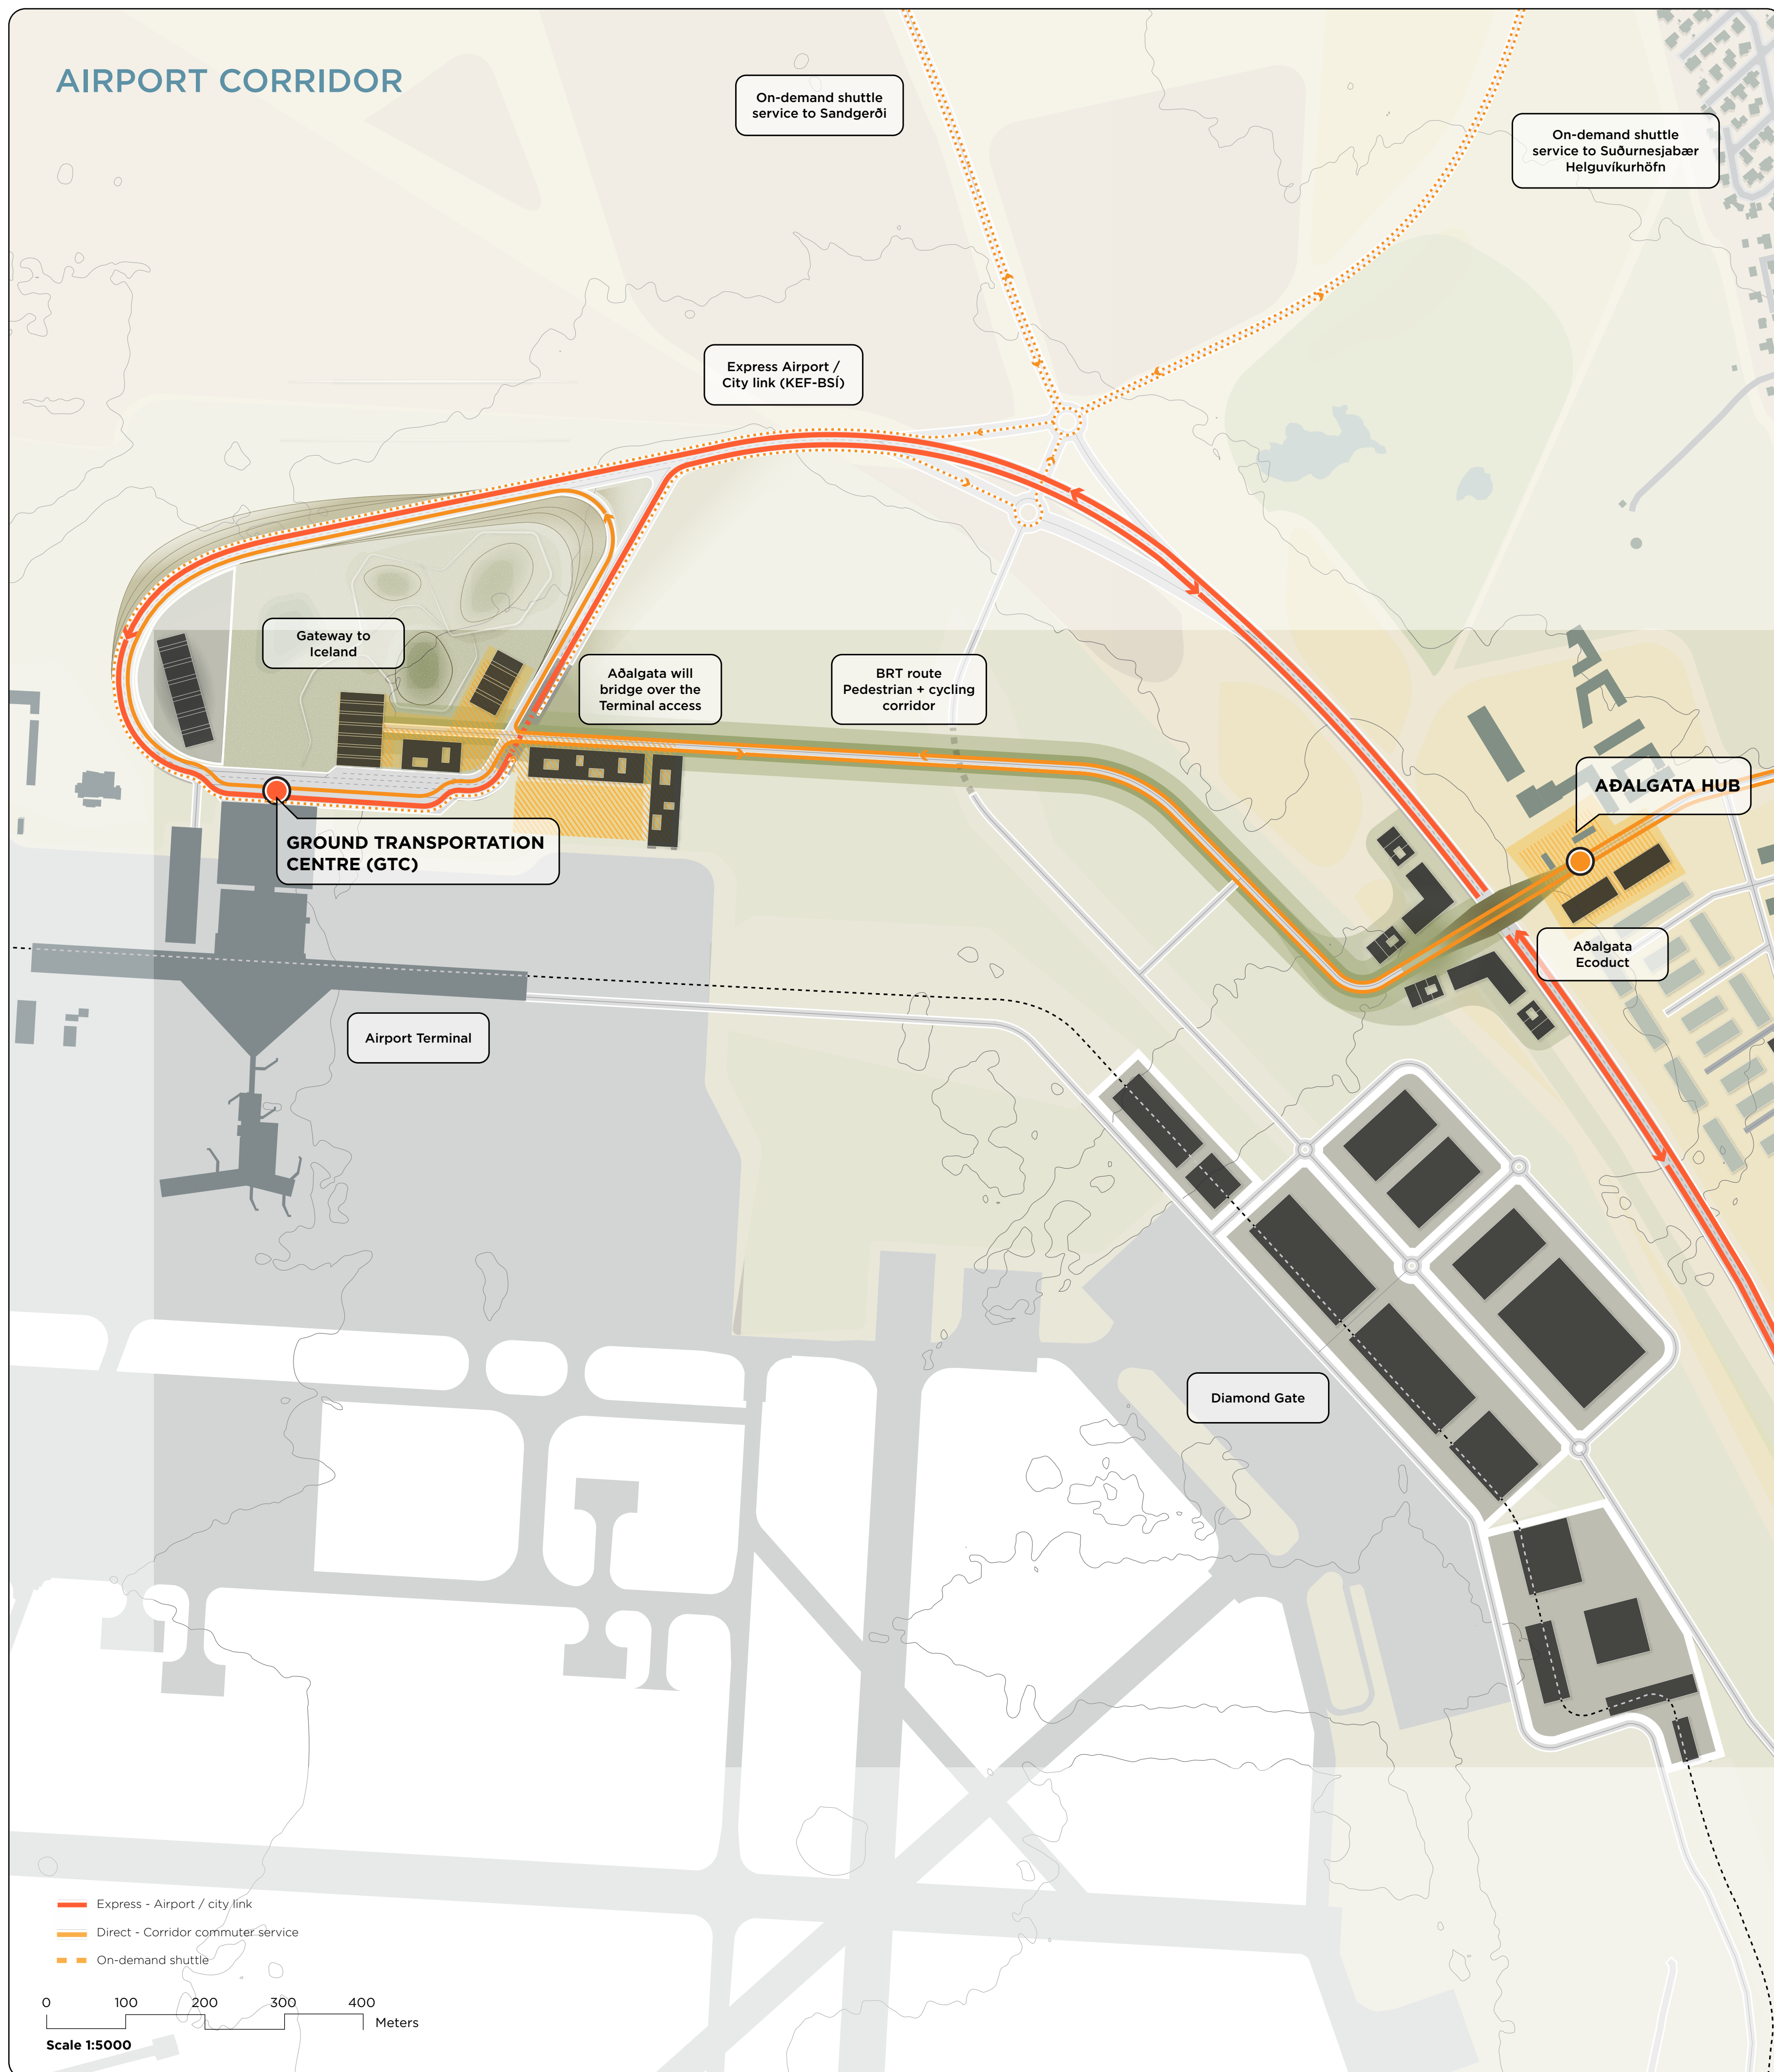 AIRPORT CORRIDOR
On-demand shuttle
service to Sandgerði
On-demand shuttle
service to Suðurnesjabær
Helguvíkurhöfn
Express Airport /
City link (KEF-BSÍ)
Gateway to
Iceland
Aðalgata will
bridge over the
Terminal access
BRT route
Pedestrian + cycling
corridor
AÐALGATA HUB
GROUND TRANSPORTATION
CENTRE (GTC)
Aðalgata
Ecoduct
Airport Terminal
Diamond Gate
Express - Airport / city link
Direct - Corridor commuter service
On-demand shuttle
0 100 200 300 400
Meters
Scale 1:5000